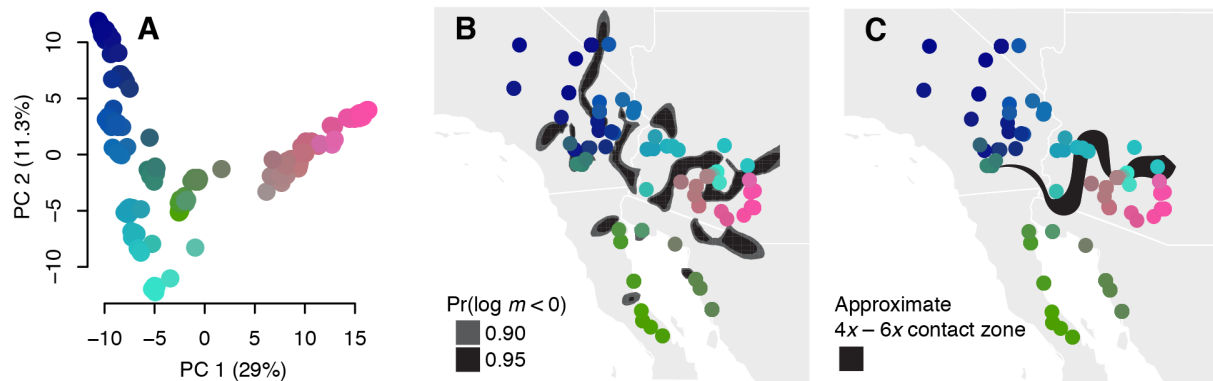 A
10
5
0
−5
−10
PC 2 (11.3%)
−10 −5 0 5 10 15
PC 1 (29%)
B
Pr(log m < 0)
0.90
0.95
C
Approximate
4x – 6x contact zone